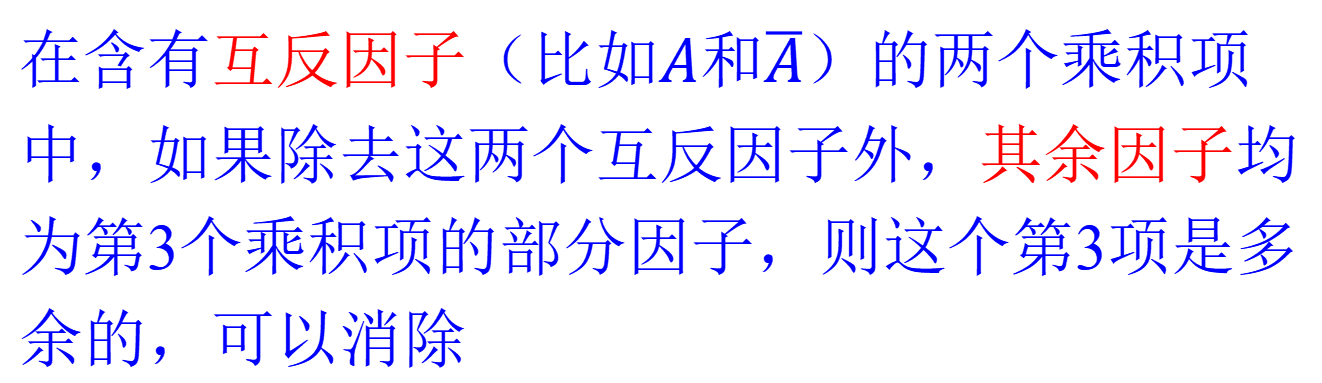 在含有互反因子（比如A和A̅）的两个乘积项
中，如果除去这两个互反因子外，其余因子均
为第3个乘积项的部分因子，则这个第3项是多
余的，可以消除